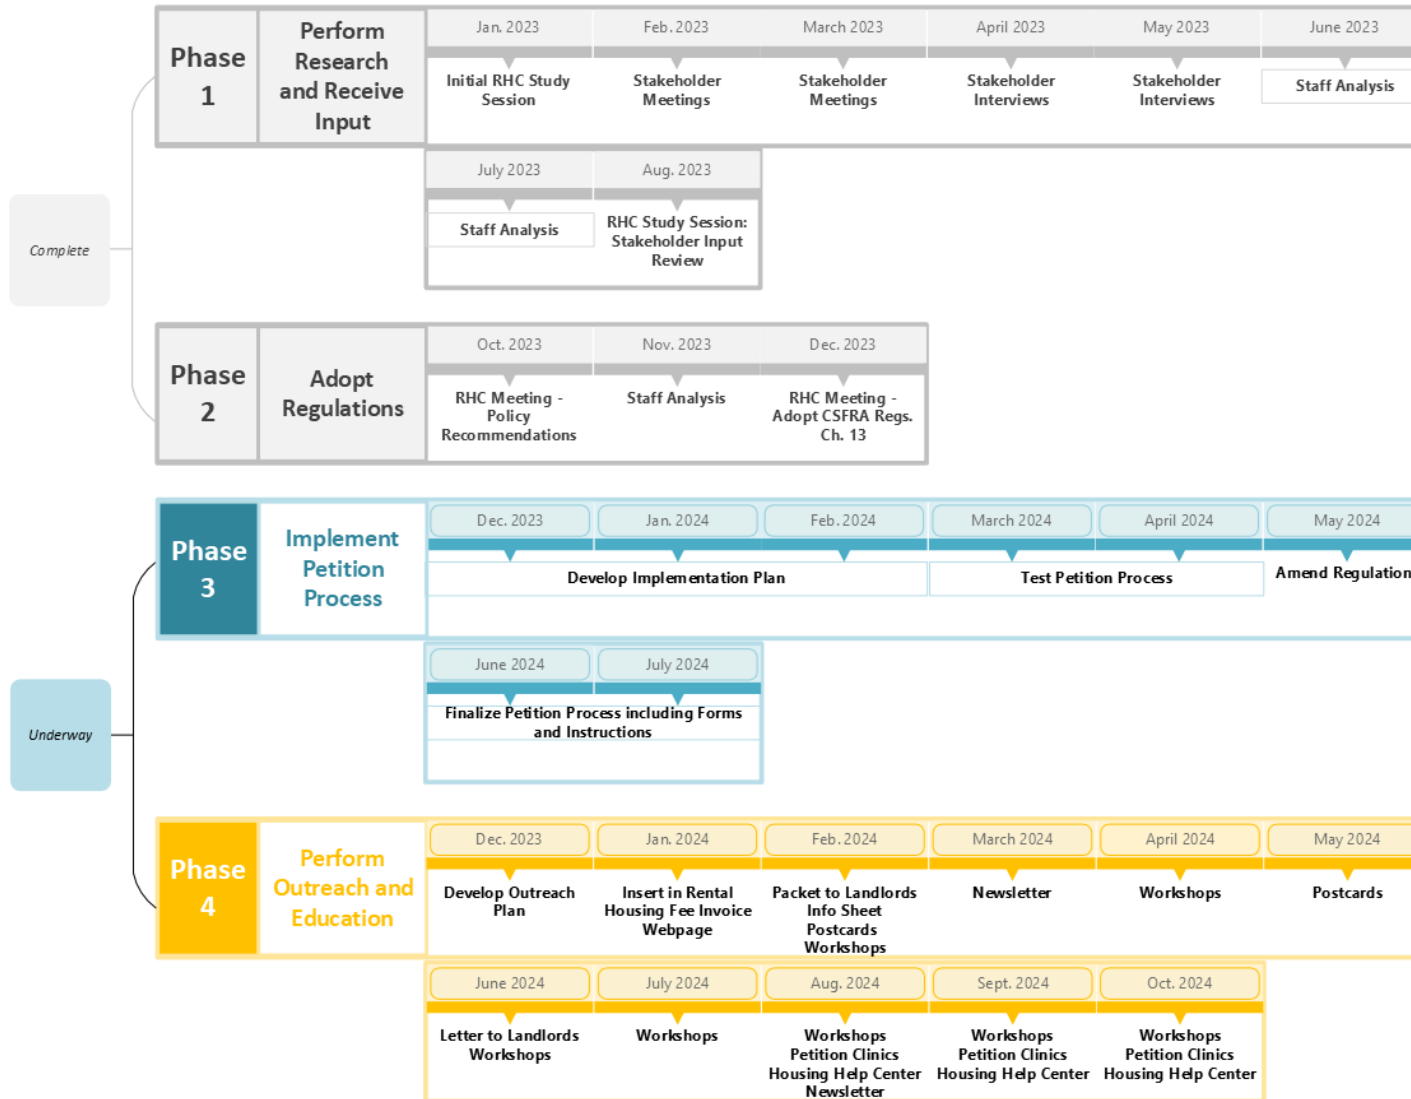 Phase
1
Perform
Research
and Receive
Input
Jan. 2023
Feb. 2023
March 2023
April 2023
May 2023
June 2023
Initial RHC Study
Session
Stakeholder
Meetings
Stakeholder
Meetings
Stakeholder
Interviews
Stakeholder
Interviews
Staff Analysis
July 2023
Aug. 2023
Staff Analysis
RHC Study Session:
Stakeholder Input
Review
Complete
Phase
2
Adopt
Regulations
Oct. 2023
Nov. 2023
Dec. 2023
RHC Meeting -
Policy
Recommendations
Staff Analysis
RHC Meeting -
Adopt CSFRA Regs.
Ch. 13
Phase
3
Implement
Petition
Process
Dec. 2023
Jan. 2024
Feb. 2024
March 2024
April 2024
May 2024
Develop Implementation Plan
Test Petition Process
Amend Regulation
June 2024
July 2024
Finalize Petition Process including Forms
and Instructions
Underway
Phase
4
Perform
Outreach and
Education
Dec. 2023
Jan. 2024
Feb. 2024
March 2024
April 2024
May 2024
Develop Outreach
Plan
Insert in Rental
Housing Fee Invoice
Webpage
Packet to Landlords
Info Sheet
Postcards
Workshops
Newsletter
Workshops
Postcards
June 2024
July 2024
Aug. 2024
Sept. 2024
Oct. 2024
Letter to Landlords
Workshops
Workshops
Workshops
Petition Clinics
Housing Help Center
Newsletter
Workshops
Petition Clinics
Housing Help Center
Workshops
Petition Clinics
Housing Help Center